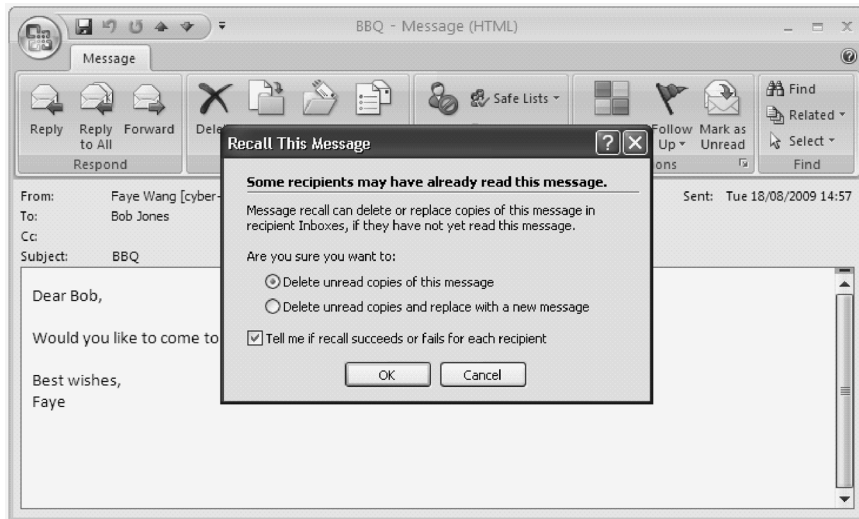 BBQ - Message (HTML)
Message
Reply
Reply to All
Forward
Safe Lists
Follow Up
Mark as Unread
Find
Related
Select
Respond
Find
Recall This Message
Some recipients may have already read this message.
Message recall can delete or replace copies of this message in
recipient Inboxes, if they have not yet read this message.
Are you sure you want to:
Delete unread copies of this message
Delete unread copies and replace with a new message
Tell me if recall succeeds or fails for each recipient
OK Cancel
From: Faye Wang [cyber-
Sent: Tue 18/08/2009 14:57
To: Bob Jones
Cc:
Subject: BBQ
Dear Bob,
Would you like to come to
Best wishes,
Faye